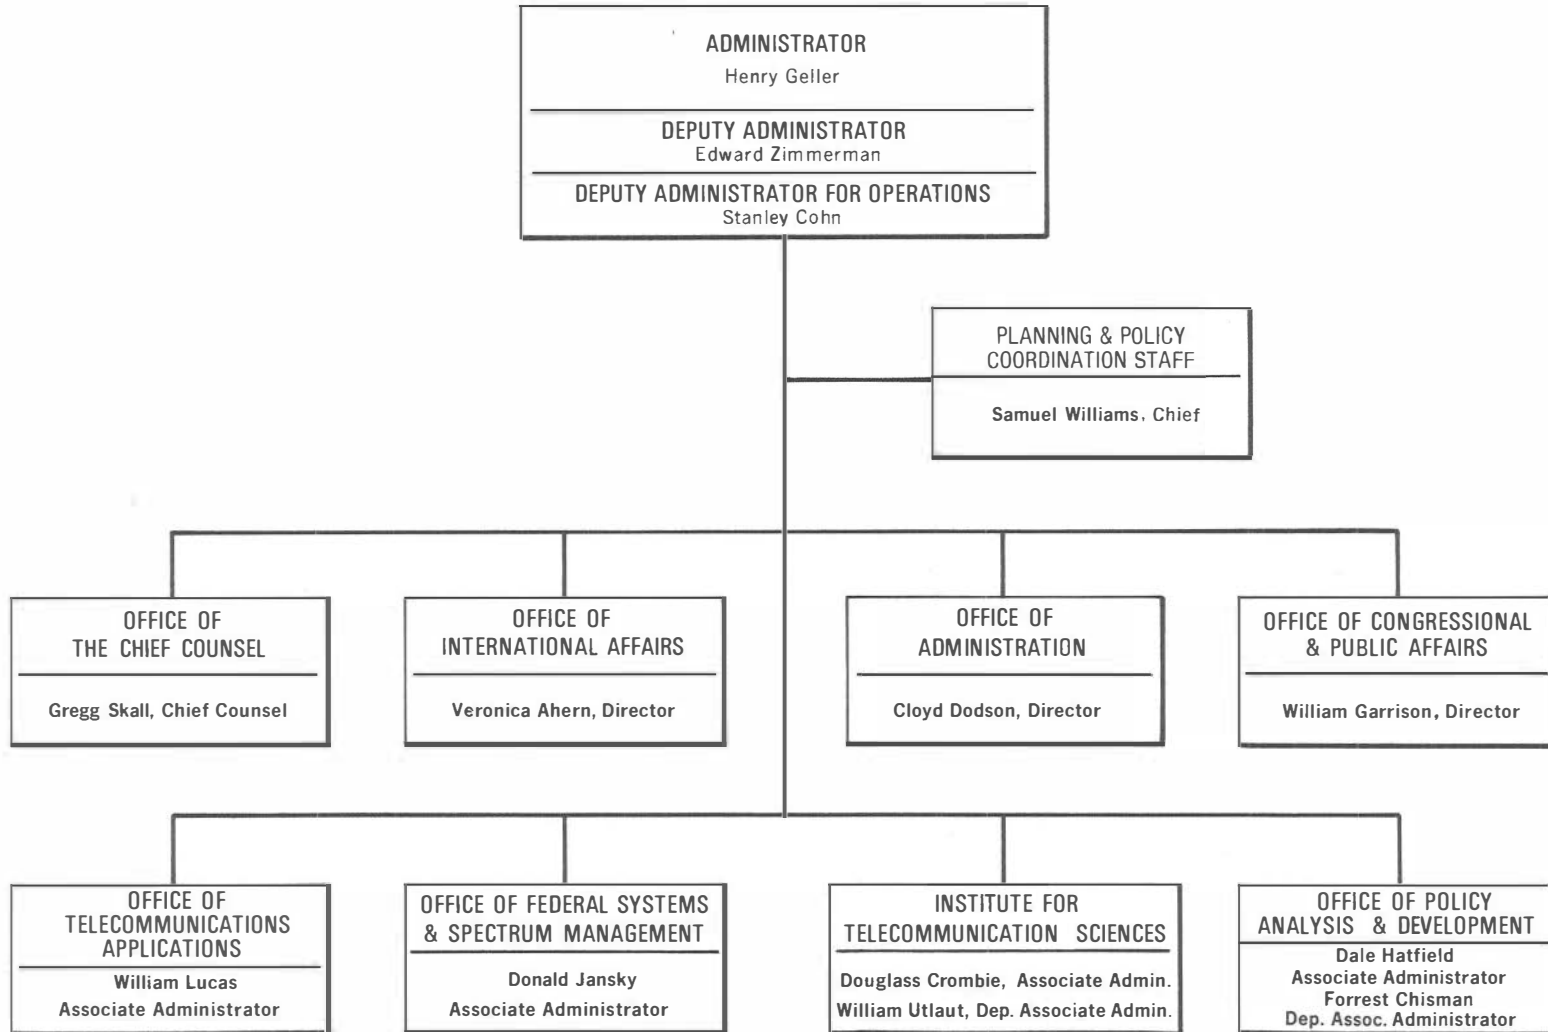 ADMINISTRATOR
Henry Geller
DEPUTY ADMINISTRATOR
Edward Zimmerman
DEPUTY ADMINISTRATOR FOR OPERATIONS
Stanley Cohn
PLANNING & POLICY
COORDINATION STAFF
Samuel Williams, Chief
OFFICE OF
THE CHIEF COUNSEL
Gregg Skall, Chief Counsel
OFFICE OF
INTERNATIONAL AFFAIRS
Veronica Ahern, Director
OFFICE OF
ADMINISTRATION
Cloyd Dodson, Director
OFFICE OF CONGRESSIONAL
& PUBLIC AFFAIRS
William Garrison, Director
OFFICE OF
TELECOMMUNICATIONS
APPLICATIONS
William Lucas
Associate Administrator
OFFICE OF FEDERAL SYSTEMS
& SPECTRUM MANAGEMENT
Donald Jansky
Associate Administrator
INSTITUTE FOR
TELECOMMUNICATION SCIENCES
Douglass Crombie, Associate Admin.
William Utlaut, Dep. Associate Admin.
OFFICE OF POLICY
ANALYSIS & DEVELOPMENT
Dale Hatfield
Associate Administrator
Forrest Chisman
Dep. Assoc. Administrator